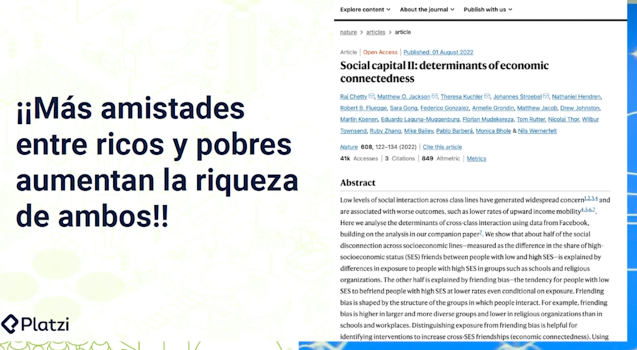 ¡¡Más amistades
entre ricos y pobres
aumentan la riqueza
de ambos!!
Platzi
Explore content
About the journal
Publish with us
nature > articles > article
Article | Open Access | Published: 01 August 2022
Social capital II: determinants of economic
connectedness
Raj Chetty, Matthew O. Jackson, Theresa Kuchler, Johannes Stroebel, Nathaniel Hendren,
Robert B. Fluegge, Sara Gong, Federico Gonzalez, Armelle Grondin, Matthew Jacob, Drew Johnston,
Martin Koenen, Eduardo Laguna-Muggenburg, Florian Mudekereza, Tom Rutter, Nicolaj Thor, Wilbur
Townsend, Ruby Zhang, Mike Bailey, Pablo Barberá, Monica Bhole & Nils Wernerfelt
Nature 608, 122–134 (2022) | Cite this article
41k Accesses | 3 Citations | 849 Altmetric | Metrics
Abstract
Low levels of social interaction across class lines have generated widespread concern1,2,3,4 and
are associated with worse outcomes, such as lower rates of upward income mobility4,5,6,7.
Here we analyse the determinants of cross-class interaction using data from Facebook,
building on the analysis in our companion paper7. We show that about half of the social
disconnection across socioeconomic lines—measured as the difference in the share of high-
socioeconomic status (SES) friends between people with low and high SES—is explained by
differences in exposure to people with high SES in groups such as schools and religious
organizations. The other half is explained by friending bias—the tendency for people with low
SES to befriend people with high SES at lower rates even conditional on exposure. Friending
bias is shaped by the structure of the groups in which people interact. For example, friending
bias is higher in larger and more diverse groups and lower in religious organizations than in
schools and workplaces. Distinguishing exposure from friending bias is helpful for
identifying interventions to increase cross-SES friendships (economic connectedness). Using